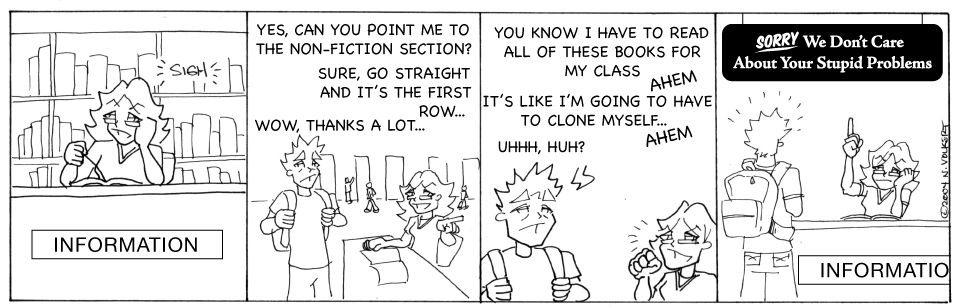 SIGH
INFORMATION
YES, CAN YOU POINT ME TO
THE NON-FICTION SECTION?
SURE, GO STRAIGHT
AND IT'S THE FIRST
ROW...
WOW, THANKS A LOT...
YOU KNOW I HAVE TO READ
ALL OF THESE BOOKS FOR
MY CLASS
AHEM
IT'S LIKE I'M GOING TO HAVE
TO CLONE MYSELF...
AHEM
UHHH, HUH?
SORRY We Don't Care
About Your Stupid Problems
INFORMATIO
©2004 N. VOLKERT